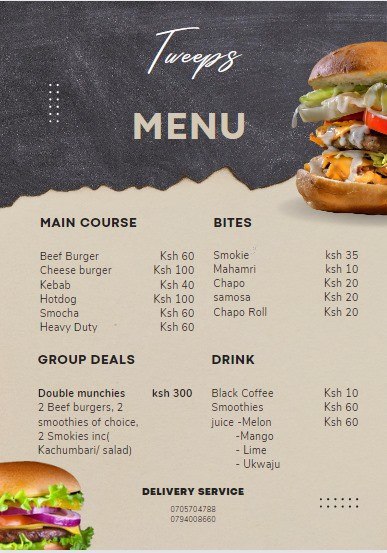 Tweeps
MENU
MAIN COURSE
Beef Burger Ksh 60
Cheese burger Ksh 100
Kebab Ksh 40
Hotdog Ksh 100
Smocha Ksh 60
Heavy Duty Ksh 60
BITES
Smokie ksh 35
Mahamri ksh 10
Chapo Ksh 20
samosa Ksh 20
Chapo Roll Ksh 20
GROUP DEALS
Double munchies ksh 300
2 Beef burgers, 2
smoothies of choice,
2 Smokies inc(
Kachumbari/ salad)
DRINK
Black Coffee Ksh 10
Smoothies Ksh 60
juice -Melon Ksh 60
-Mango
- Lime
- Ukwaju
DELIVERY SERVICE
0705704788
0794008660